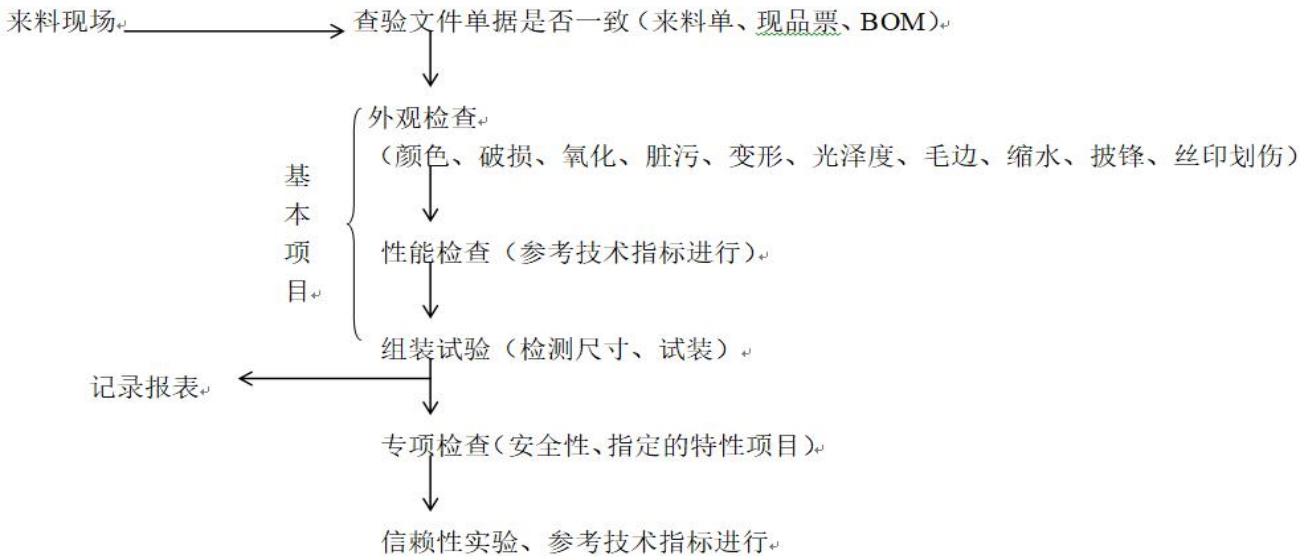 来料现场
查验文件单据是否一致（来料单、现品票、BOM）
外观检查
（颜色、破损、氧化、脏污、变形、光泽度、毛边、缩水、披锋、丝印划伤）
基本项目
性能检查（参考技术指标进行）
组装试验（检测尺寸、试装）
记录报表
专项检查（安全性、指定的特性项目）
信赖性实验、参考技术指标进行